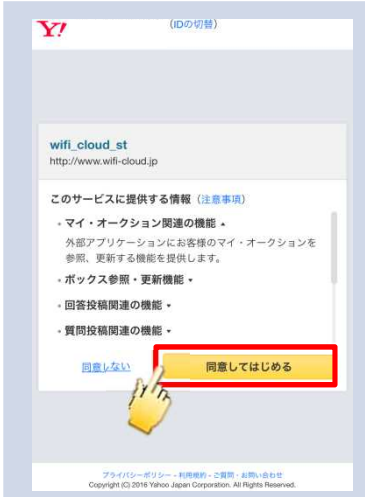 Y!
(IDの切替)
wifi_cloud_st
http://www.wifi-cloud.jp
このサービスに提供する情報 (注意事項)
・マイ・オークション関連の機能 ▴
外部アプリケーションにお客様のマイ・オークションを
参照、更新する機能を提供します。
・ボックス参照・更新機能 ▾
・回答投稿関連の機能 ▾
・質問投稿関連の機能 ▾
同意しない
同意してはじめる
プライバシーポリシー - 利用規約 - ご質問・お問い合わせ
Copyright (C) 2016 Yahoo Japan Corporation. All Rights Reserved.